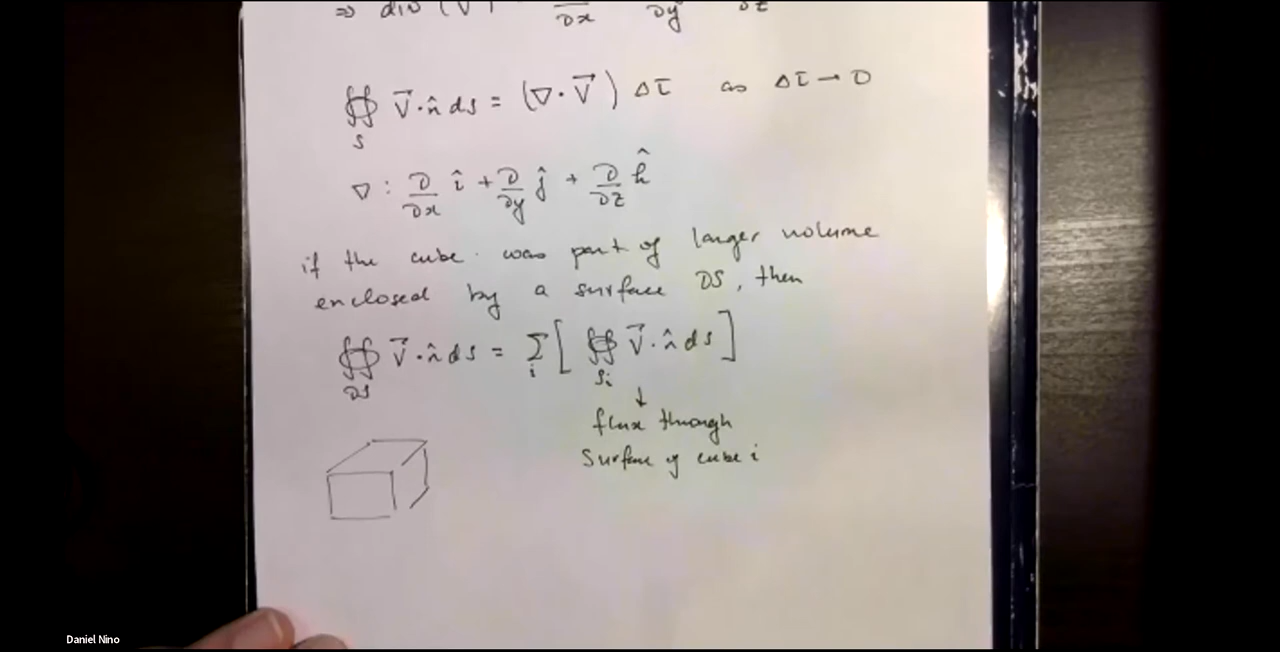 ⇒ div (V) ∂x ∂y ∂z
∯ V⃗·n̂ ds = (∇·V⃗) Δτ as Δτ → 0
S
∇ : ∂/∂x î + ∂/∂y ĵ + ∂/∂z k̂
if the cube was part of larger volume
enclosed by a surface ∂S, then
∯ V⃗·n̂ ds = Σ [ ∯ V⃗·n̂ ds ]
∂S i Si
↓
flux through
surface of cube i
Daniel Nino